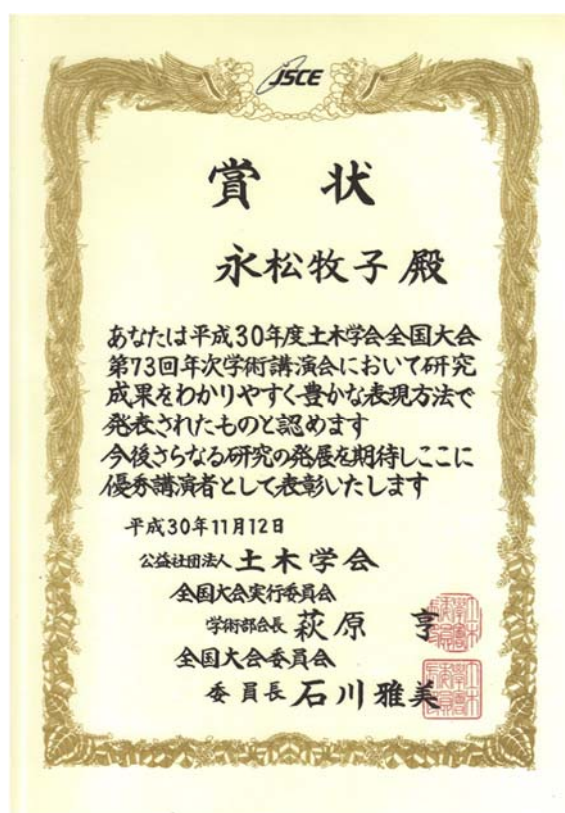 JSCE
賞 状
永松牧子 殿
あなたは平成30年度土木学会全国大会
第73回年次学術講演会において研究
成果をわかりやすく豊かな表現方法で
発表されたものと認めます
今後さらなる研究の発展を期待しここに
優秀講演者として表彰いたします
平成30年11月12日
公益社団法人 土木学会
全国大会実行委員会
学術部会長 萩原 亨
全国大会委員会
委員長 石川雅美